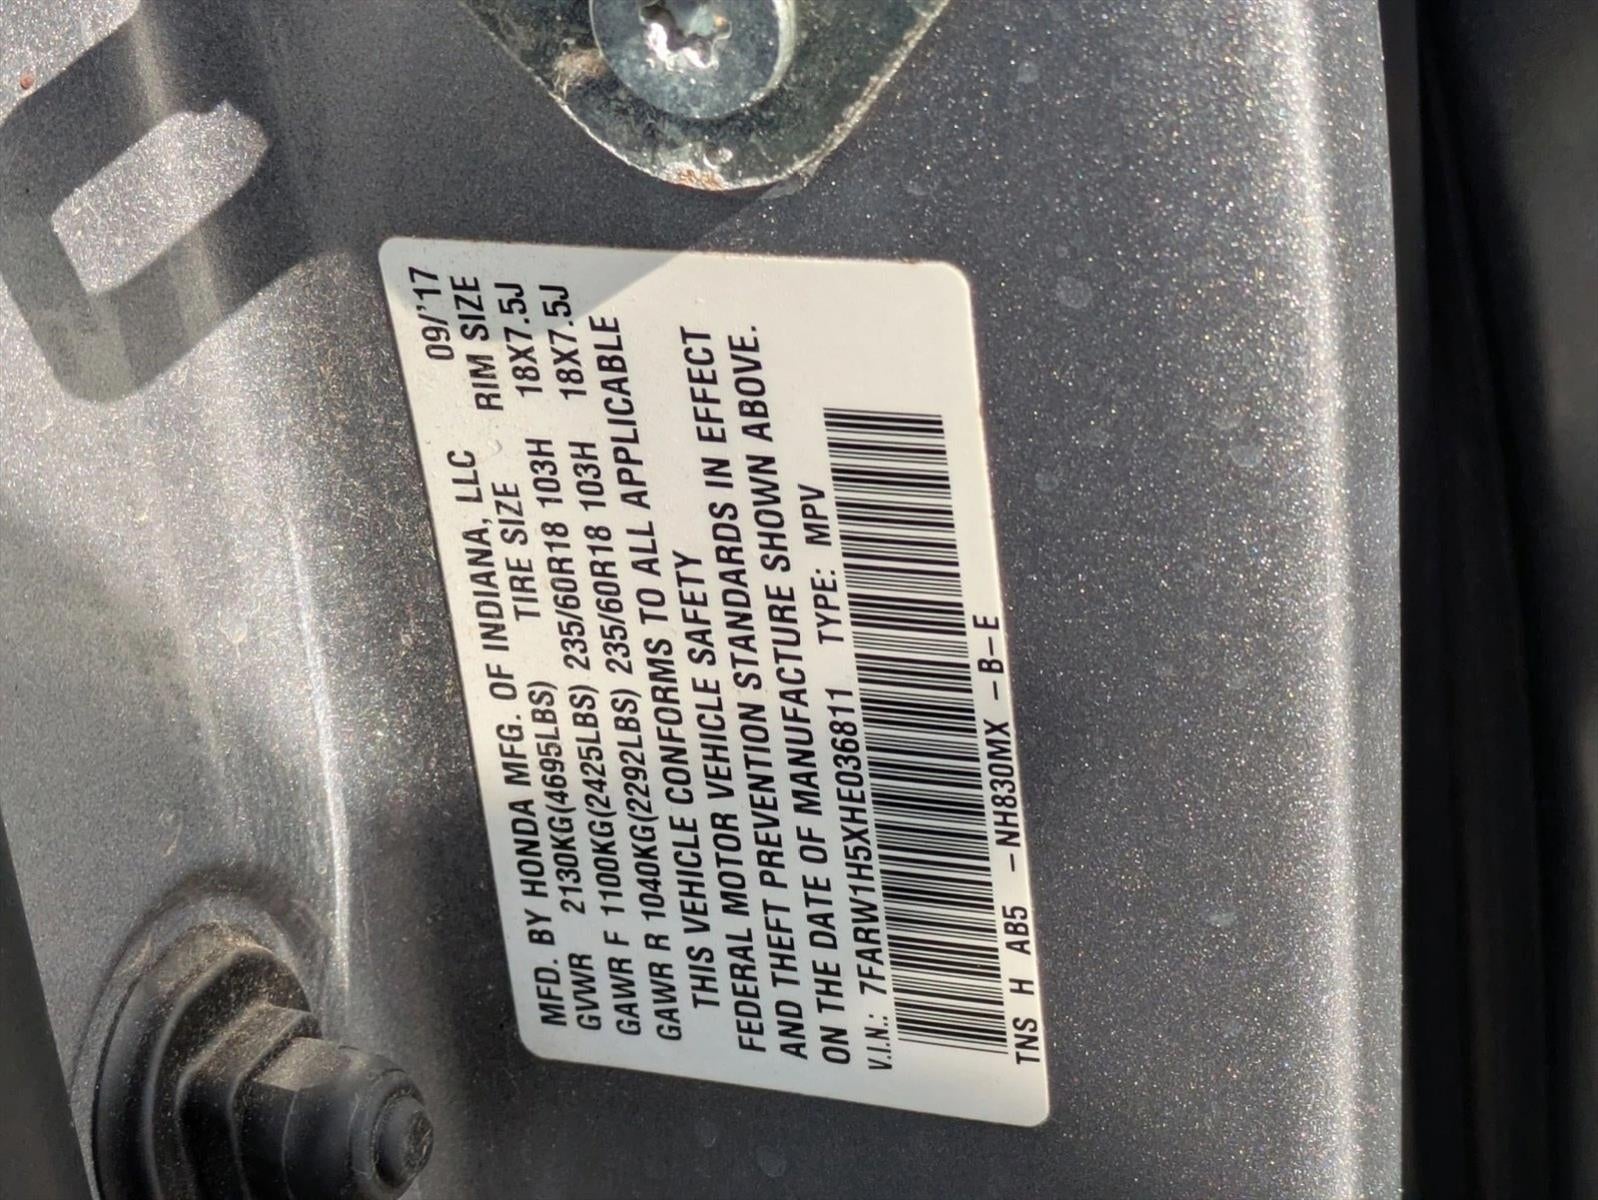 MFD. BY HONDA MFG. OF INDIANA, LLC 09/'17
GVWR 2130KG(4695LBS) TIRE SIZE RIM SIZE
GAWR F 1100KG(2425LBS) 235/60R18 103H 18X7.5J
GAWR R 1040KG(2292LBS) 235/60R18 103H 18X7.5J
THIS VEHICLE CONFORMS TO ALL APPLICABLE
FEDERAL MOTOR VEHICLE SAFETY
AND THEFT PREVENTION STANDARDS IN EFFECT
ON THE DATE OF MANUFACTURE SHOWN ABOVE.
V.I.N.: 7FARW1H5XHE036811 TYPE: MPV
TNS H AB5 -NH830MX -B-E